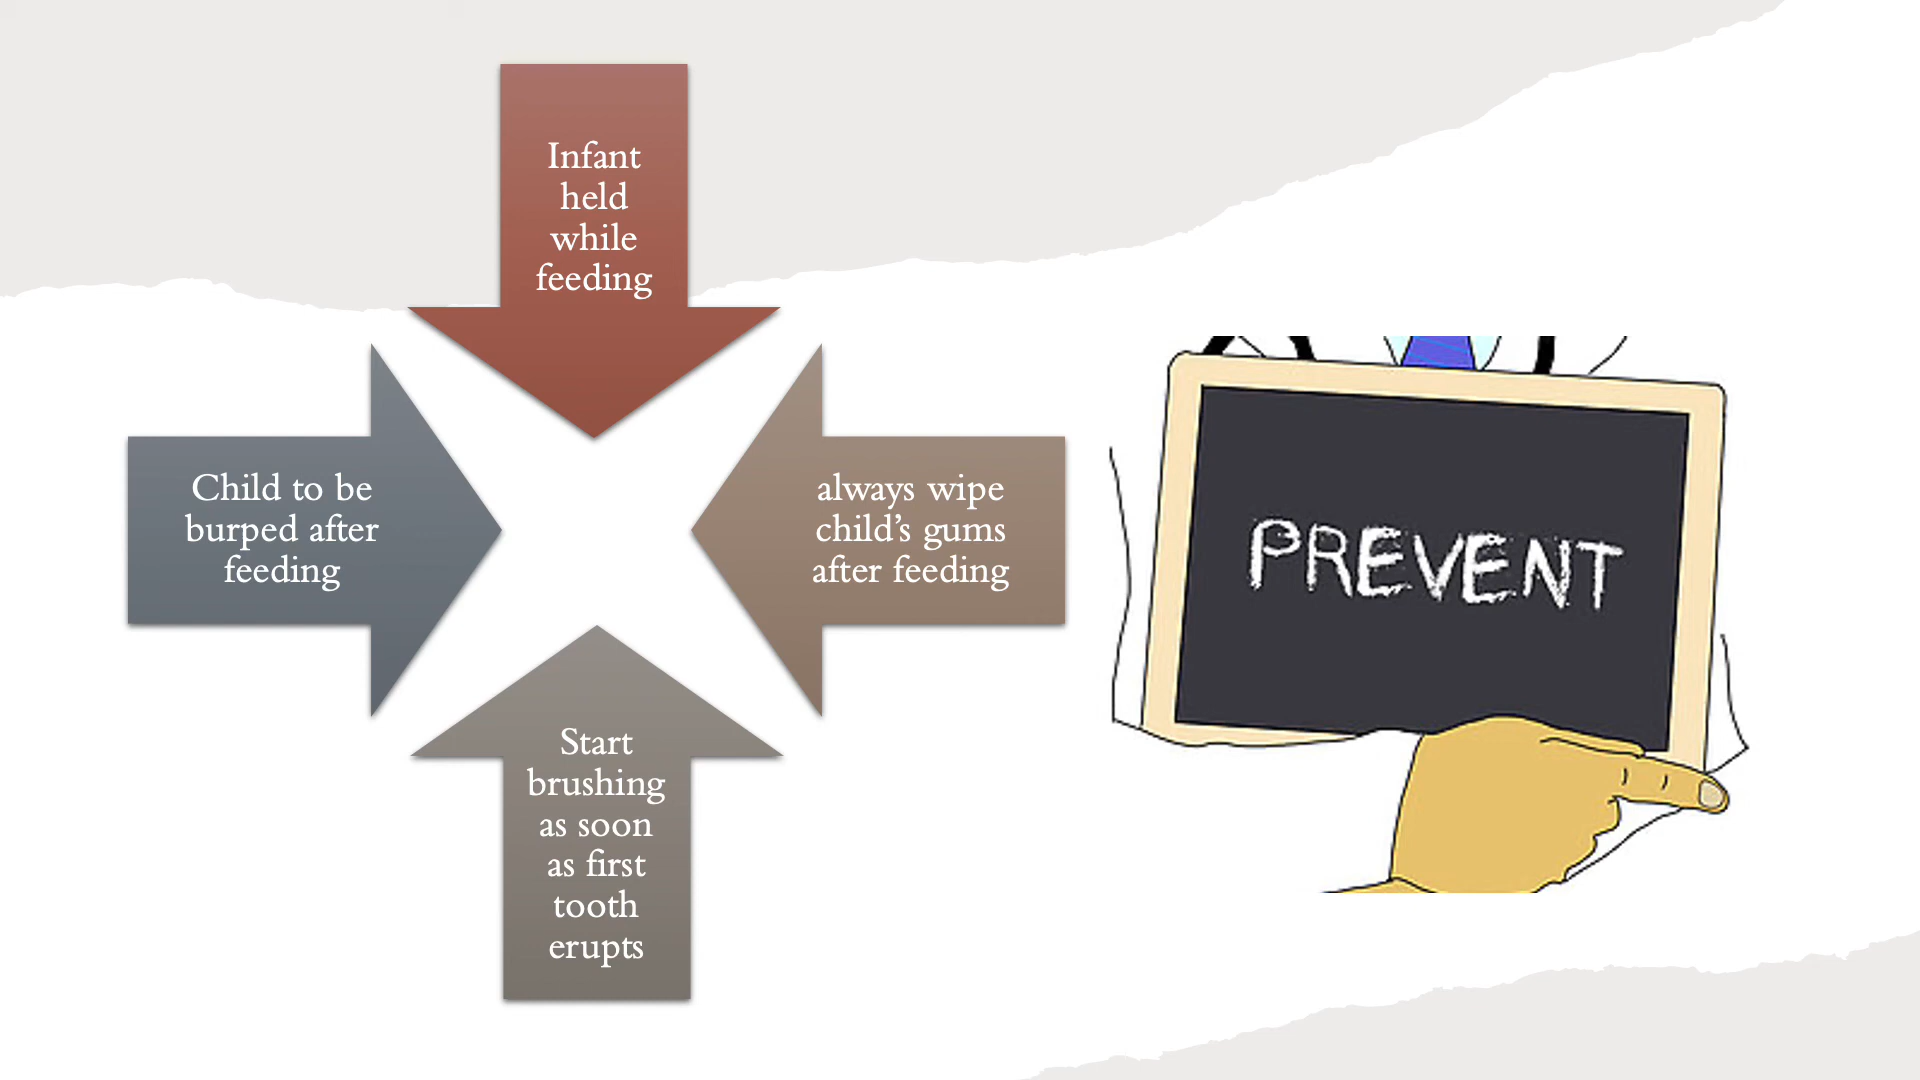 Infant
held
while
feeding
Child to be
burped after
feeding
always wipe
child’s gums
after feeding
Start
brushing
as soon
as first
tooth
erupts
PREVENT